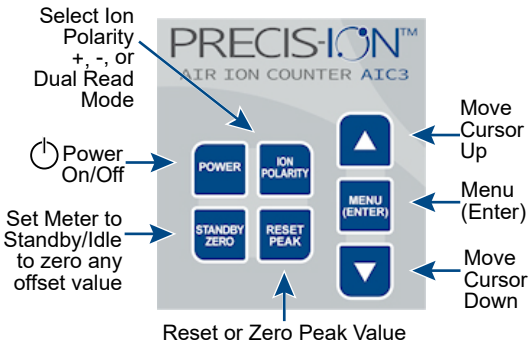 Select Ion
Polarity
+, -, or
Dual Read
Mode
PRECIS-ION™
AIR ION COUNTER AIC3
Power
On/Off
POWER
ION
POLARITY
Move
Cursor
Up
Set Meter to
Standby/Idle
to zero any
offset value
STANDBY
ZERO
RESET
PEAK
MENU
(ENTER)
Menu
(Enter)
Move
Cursor
Down
Reset or Zero Peak Value